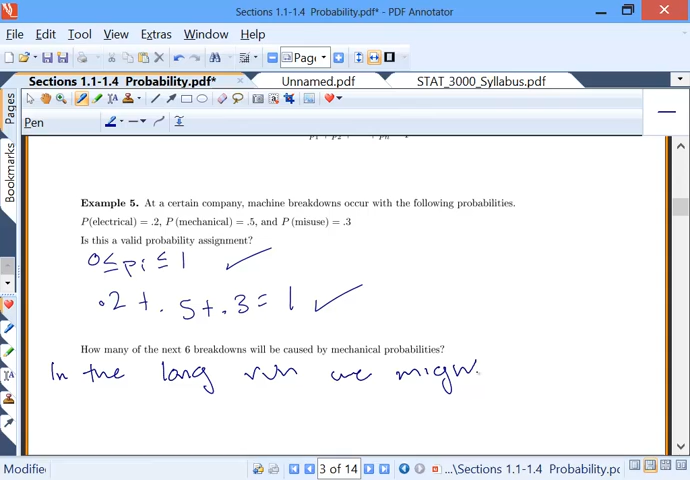 Sections 1.1-1.4 Probability.pdf* - PDF Annotator
File Edit Tool View Extras Window Help
Page
Sections 1.1-1.4 Probability.pdf* Unnamed.pdf STAT_3000_Syllabus.pdf
Pen
Pages
Bookmarks
Example 5. At a certain company, machine breakdowns occur with the following probabilities.
P(electrical) = .2, P (mechanical) = .5, and P (misuse) = .3
Is this a valid probability assignment?
0≤pi≤1 ✓
.2 + .5 + .3 = 1 ✓
How many of the next 6 breakdowns will be caused by mechanical probabilities?
In the long run we
Modifie 3 of 14 ...\Sections 1.1-1.4 Probability.pd